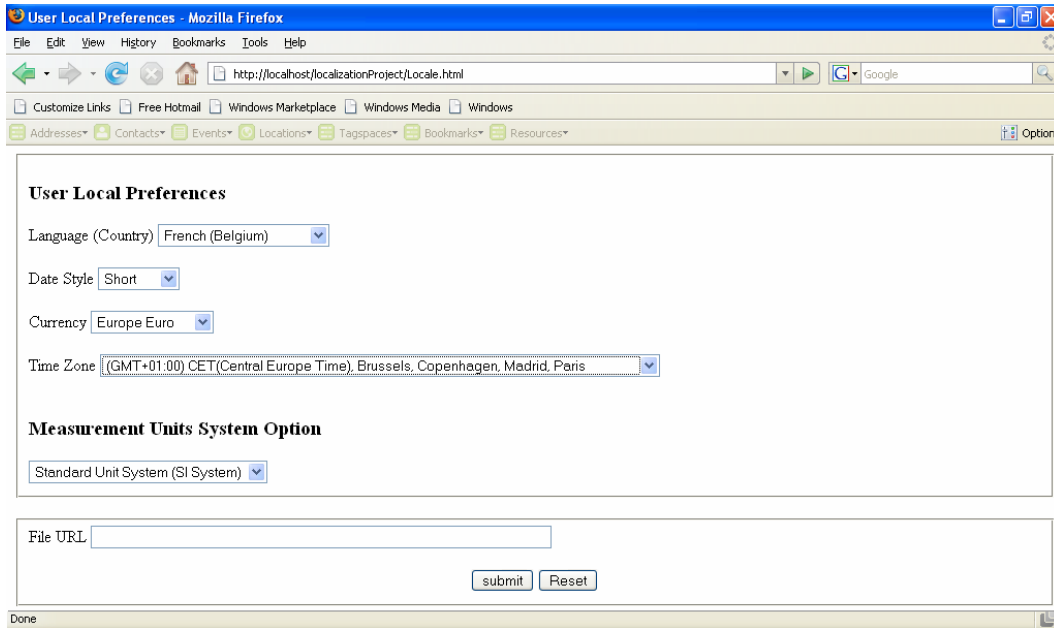 User Local Preferences - Mozilla Firefox
File Edit View History Bookmarks Tools Help
http://localhost/localizationProject/Locale.html G Google
Customize Links Free Hotmail Windows Marketplace Windows Media Windows
Addresses Contacts Events Locations Tagspaces Bookmarks Resources Option
User Local Preferences
Language (Country) French (Belgium)
Date Style Short
Currency Europe Euro
Time Zone (GMT+01:00) CET(Central Europe Time), Brussels, Copenhagen, Madrid, Paris
Measurement Units System Option
Standard Unit System (SI System)
File URL
submit Reset
Done